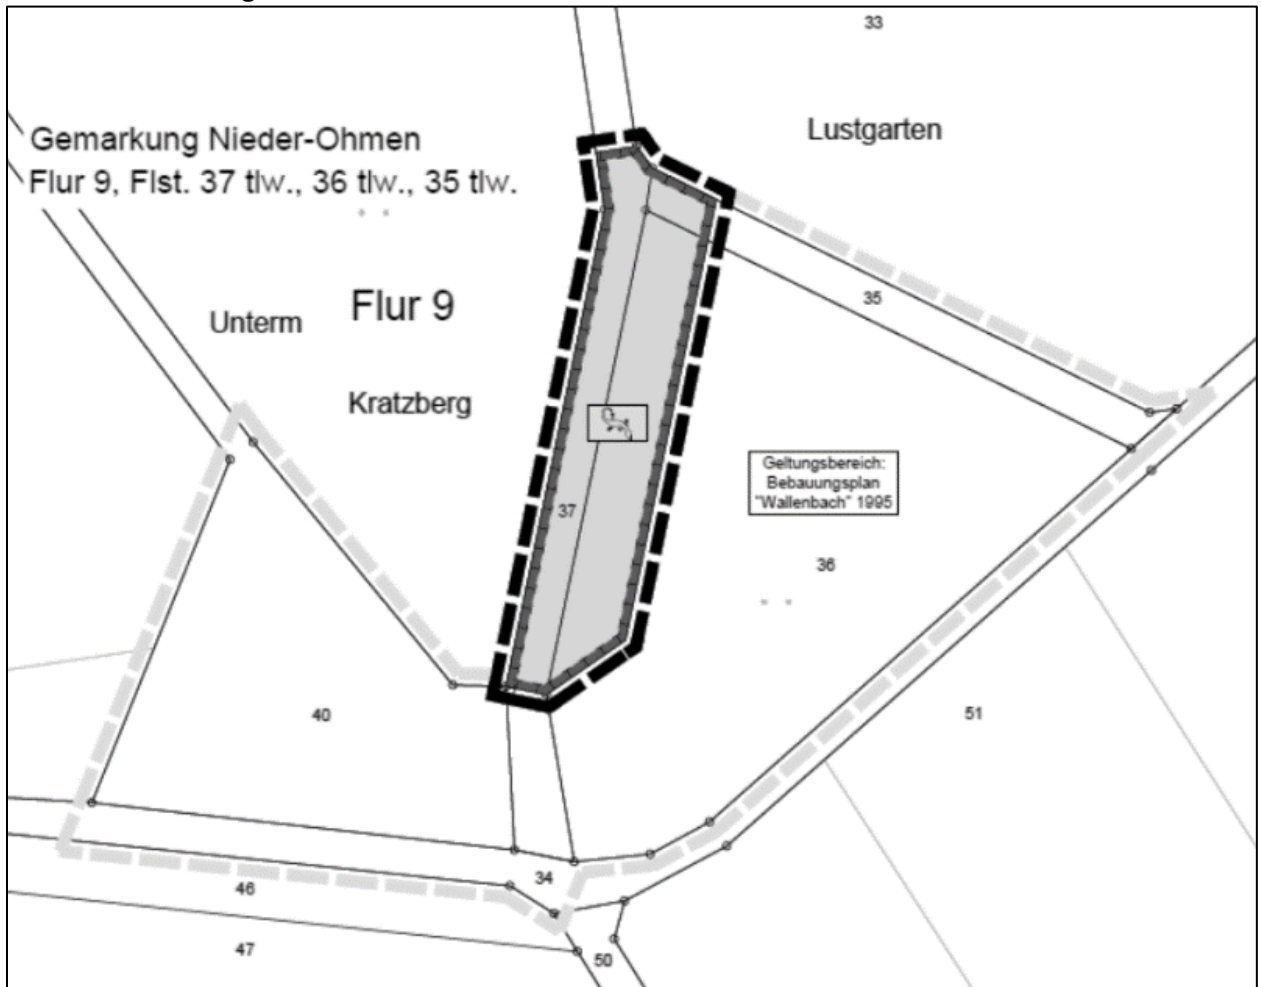 33
Lustgarten
Gemarkung Nieder-Ohmen
Flur 9, Flst. 37 tlw., 36 tlw., 35 tlw.
35
Flur 9
Unterm
Kratzberg
Geltungsbereich:
Bebauungsplan
"Wallenbach" 1995
37
36
40
51
34
46
47
50